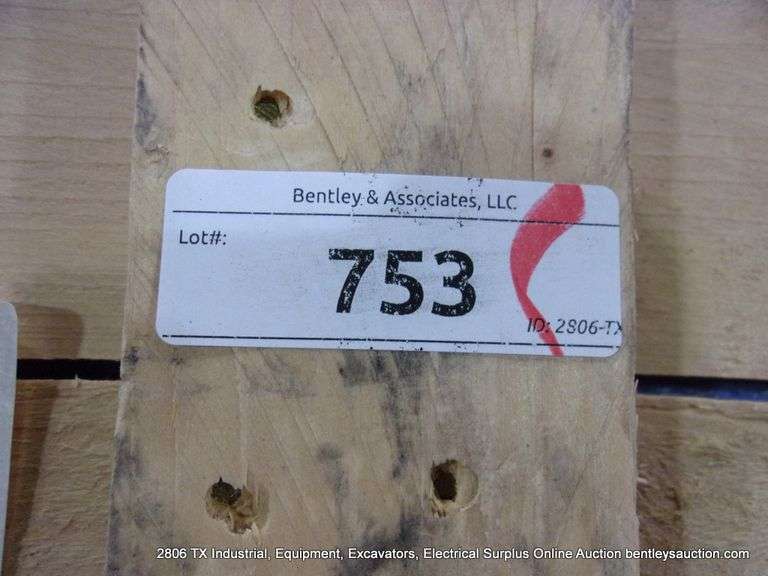 Bentley & Associates, LLC
Lot#:
753
ID: 2806-TX
2806 TX Industrial, Equipment, Excavators, Electrical Surplus Online Auction bentleysauction.com